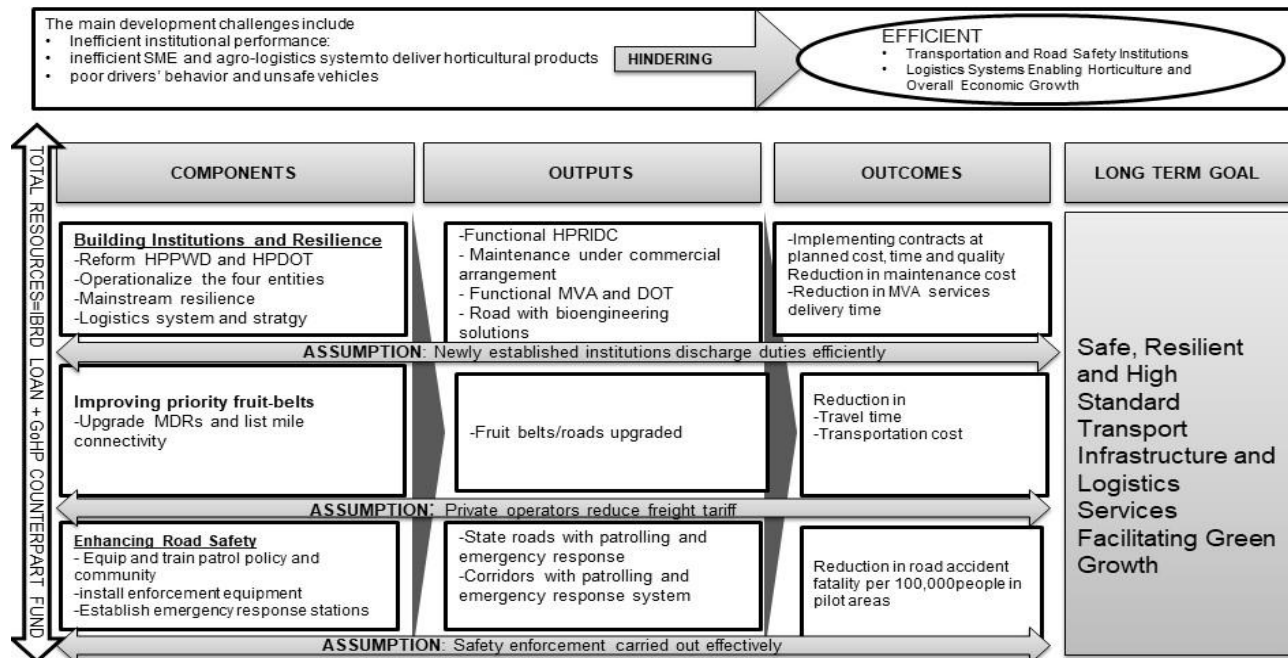 The main development challenges include
• Inefficient institutional performance:
• inefficient SME and agro-logistics system to deliver horticultural products
• poor drivers' behavior and unsafe vehicles
HINDERING
EFFICIENT
• Transportation and Road Safety Institutions
• Logistics Systems Enabling Horticulture and
Overall Economic Growth
TOTAL RESOURCES=IBRD LOAN + GoHP COUNTERPART FUND
COMPONENTS
OUTPUTS
OUTCOMES
LONG TERM GOAL
Building Institutions and Resilience
-Reform HPPWD and HPDOT
-Operationalize the four entities
-Mainstream resilience
-Logistics system and stratgy
-Functional HPRIDC
- Maintenance under commercial
arrangement
- Functional MVA and DOT
- Road with bioengineering
solutions
-Implementing contracts at
planned cost, time and quality
Reduction in maintenance cost
-Reduction in MVA services
delivery time
ASSUMPTION: Newly established institutions discharge duties efficiently
Improving priority fruit-belts
-Upgrade MDRs and list mile
connectivity
-Fruit belts/roads upgraded
Reduction in
-Travel time
-Transportation cost
ASSUMPTION: Private operators reduce freight tariff
Enhancing Road Safety
- Equip and train patrol policy and
community
-install enforcement equipment
-Establish emergency response stations
-State roads with patrolling and
emergency response
-Corridors with patrolling and
emergency response system
Reduction in road accident
fatality per 100,000people in
pilot areas
ASSUMPTION: Safety enforcement carried out effectively
Safe, Resilient
and High
Standard
Transport
Infrastructure and
Logistics
Services
Facilitating Green
Growth